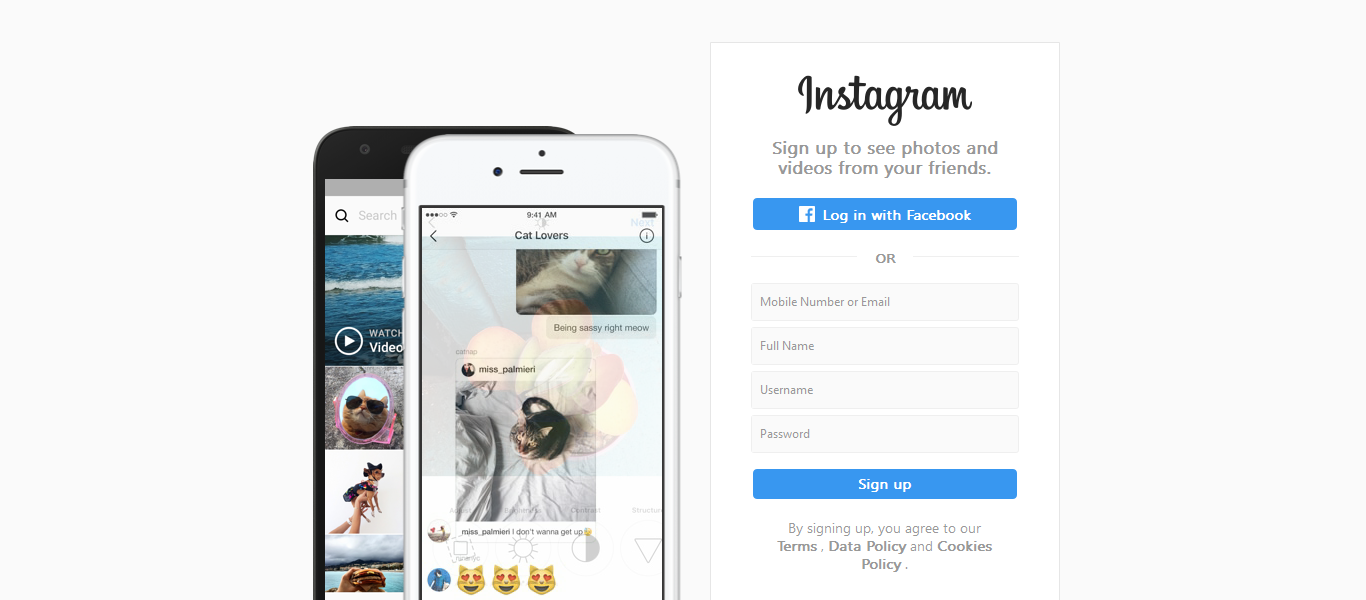 Search
WATCH
Video
9:41 AM
Next
Cat Lovers
Being sassy right meow
catnap
miss_palmieri
Adjust Brightness Contrast Structure
miss_palmieri I don't wanna get up😔
Instagram
Sign up to see photos and
videos from your friends.
Log in with Facebook
OR
Mobile Number or Email
Full Name
Username
Password
Sign up
By signing up, you agree to our
Terms , Data Policy and Cookies
Policy .